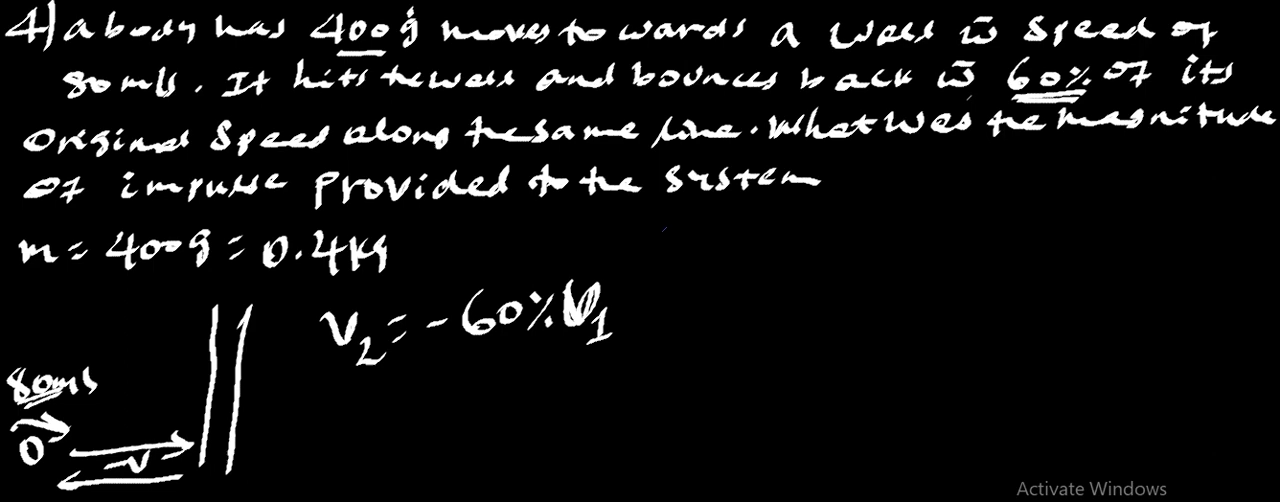 4) a body has 400g moves towards a wall w̄ speed of
80m/s. It hits the wall and bounces back w̄ 60% of its
original speed along the same line. What was the magnitude
of impulse provided to the system
m = 400g = 0.4kg
V₂ = -60% V₁
80m/s
-V
Activate Windows